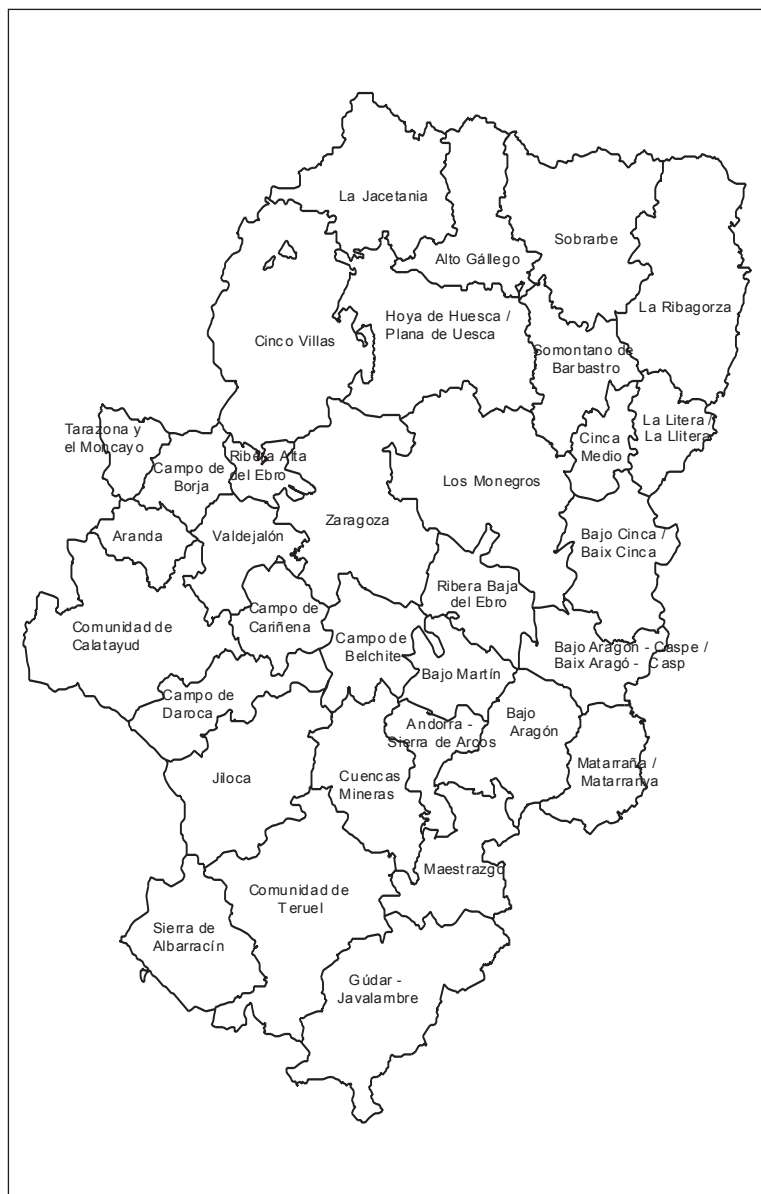 La Jacetania
Sobrarbe
Alto Gállego
La Ribagorza
Hoya de Huesca /
Plana de Uesca
Cinco Villas
Somontano de
Barbastro
La Litera /
La Llitera
Tarazona y
el Moncayo
Cinca
Medio
Ribera Alta
del Ebro
Campo de
Borja
Los Monegros
Zaragoza
Aranda
Valdejalón
Bajo Cinca /
Baix Cinca
Ribera Baja
del Ebro
Campo de
Cariñena
Comunidad de
Calatayud
Campo de
Belchite
Bajo Aragón - Caspe /
Baix Aragó - Casp
Bajo Martín
Campo de
Daroca
Andorra -
Sierra de Arcos
Bajo
Aragón
Matarraña /
Matarranya
Jiloca
Cuencas
Mineras
Maestrazgo
Comunidad de
Teruel
Sierra de
Albarracín
Gúdar -
Javalambre